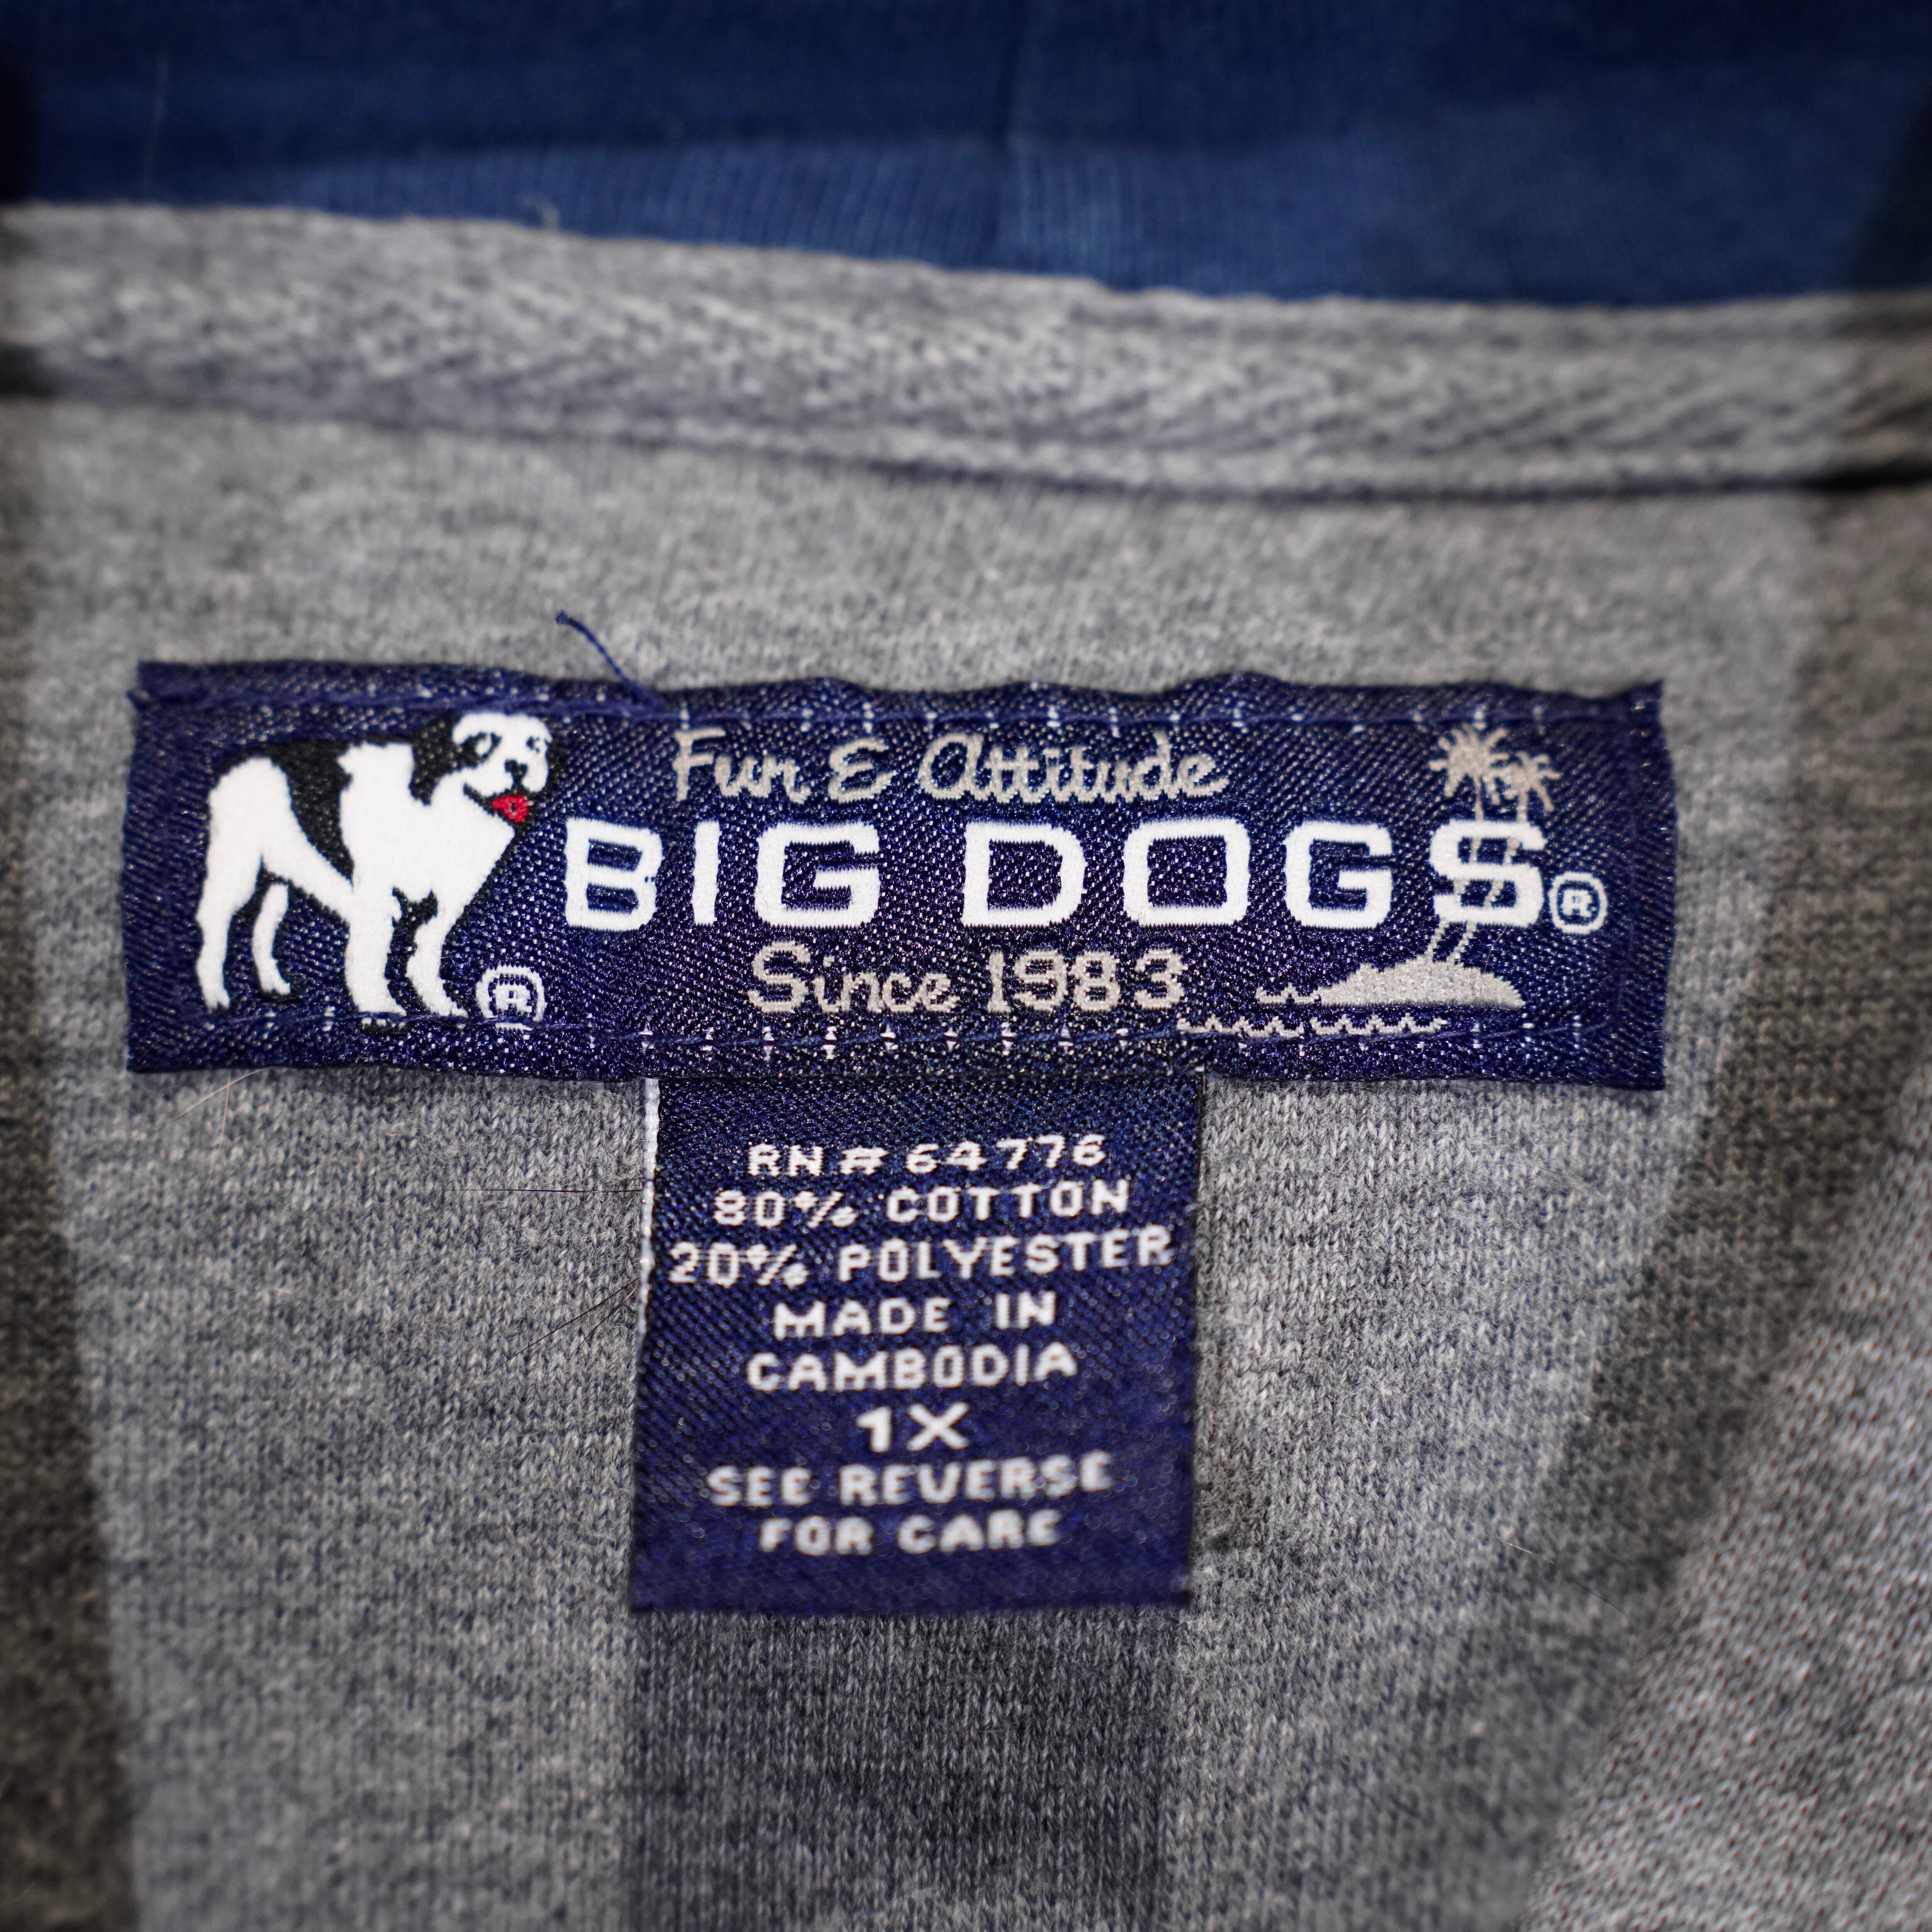 Fun & Attitude
BIG DOGS®
Since 1983
®
RN # 64776
80% COTTON
20% POLYESTER
MADE IN
CAMBODIA
1X
SEE REVERSE
FOR CARE